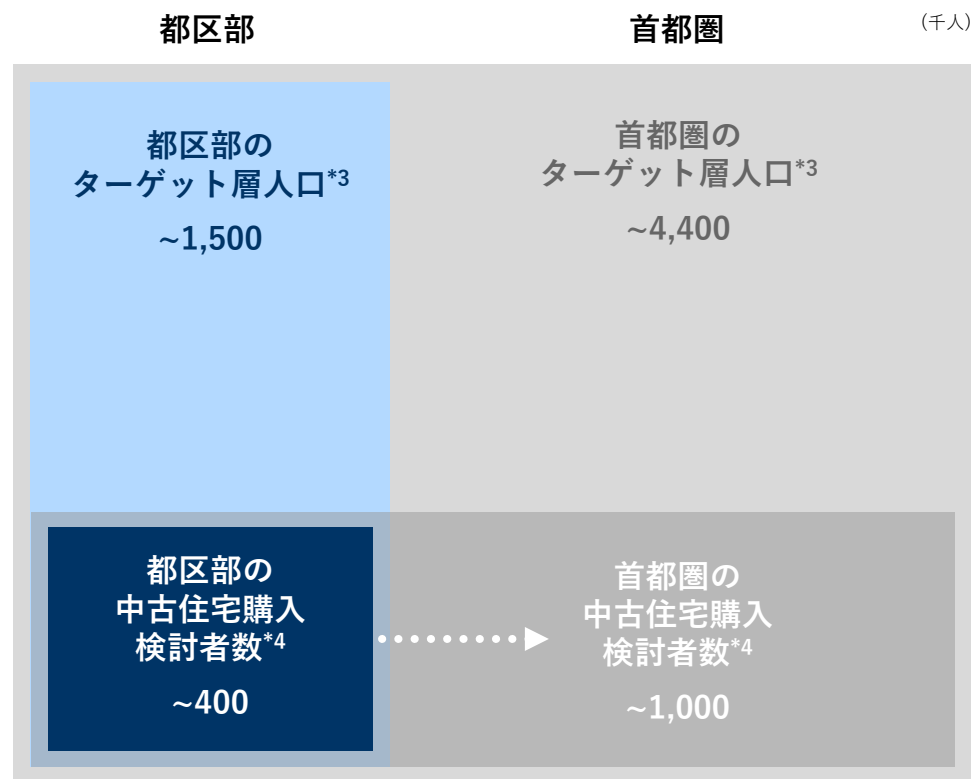 都区部
首都圏
(千人)
都区部の
ターゲット層人口*3
~1,500
首都圏の
ターゲット層人口*3
~4,400
都区部の
中古住宅購入
検討者数*4
~400
首都圏の
中古住宅購入
検討者数*4
~1,000